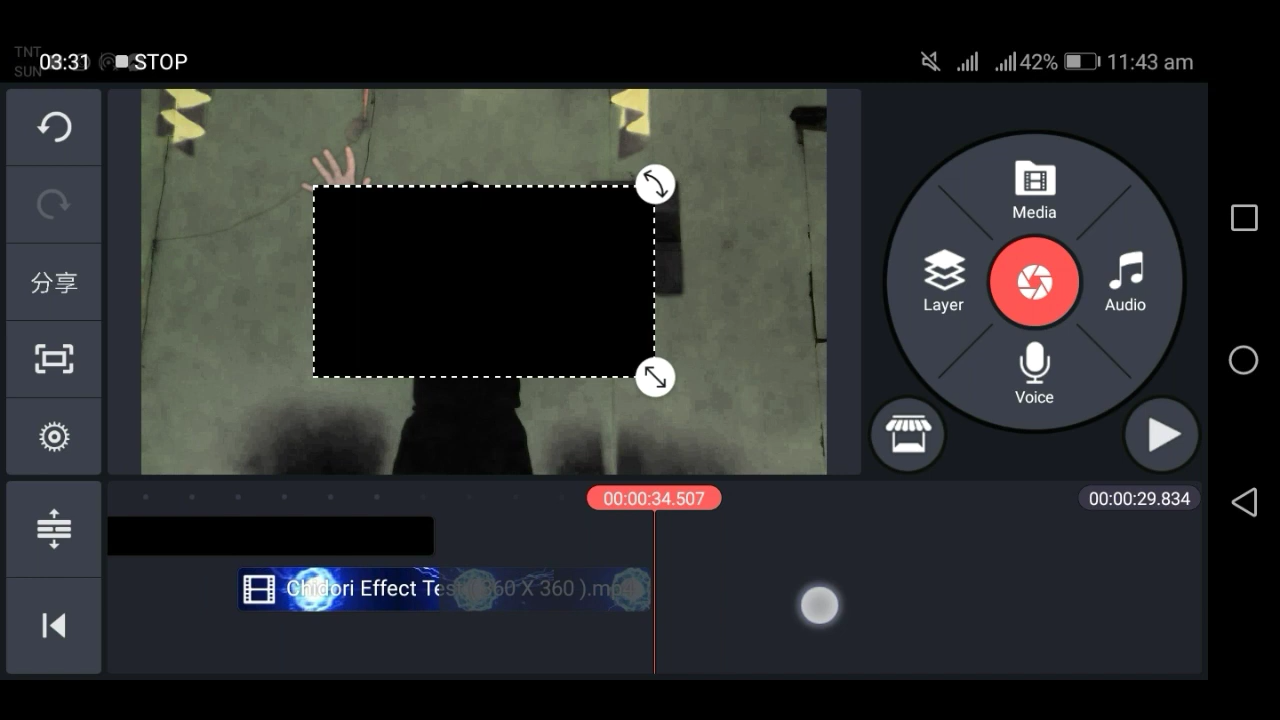 TNT
SUN
03:31
STOP
42%
11:43 am
分享
Media
Layer
Audio
Voice
00:00:34.507
00:00:29.834
Chidori Effect Test (360 X 360 ).mp4